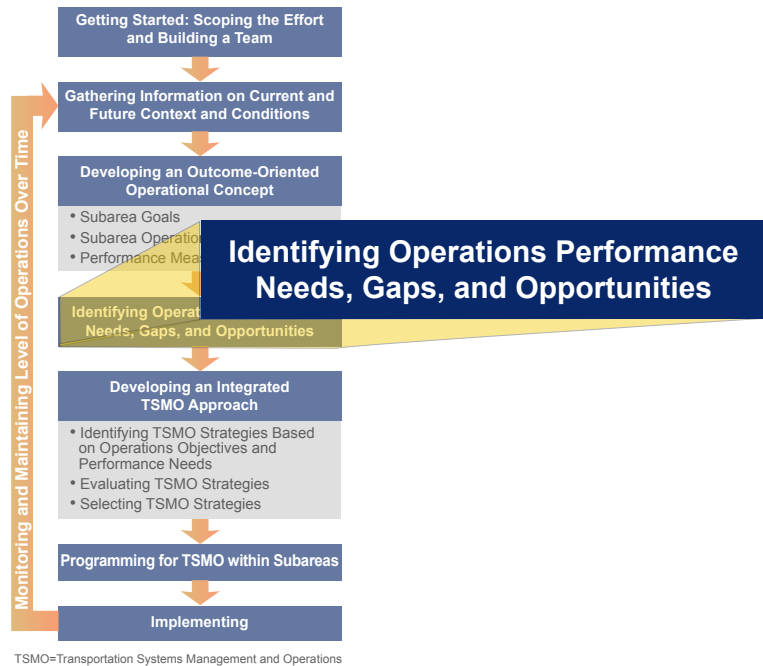 Getting Started: Scoping the Effort
and Building a Team
Gathering Information on Current and
Future Context and Conditions
Developing an Outcome-Oriented
Operational Concept
• Subarea Goals
• Subarea
• Performance
Identifying Operations Performance
Needs, Gaps, and Opportunities
Identifying
Needs, Gaps, and Opportunities
Developing an Integrated
TSMO Approach
• Identifying TSMO Strategies Based
on Operations Objectives and
Performance Needs
• Evaluating TSMO Strategies
• Selecting TSMO Strategies
Programming for TSMO within Subareas
Implementing
Monitoring and Maintaining Level of Operations Over Time
TSMO=Transportation Systems Management and Operations